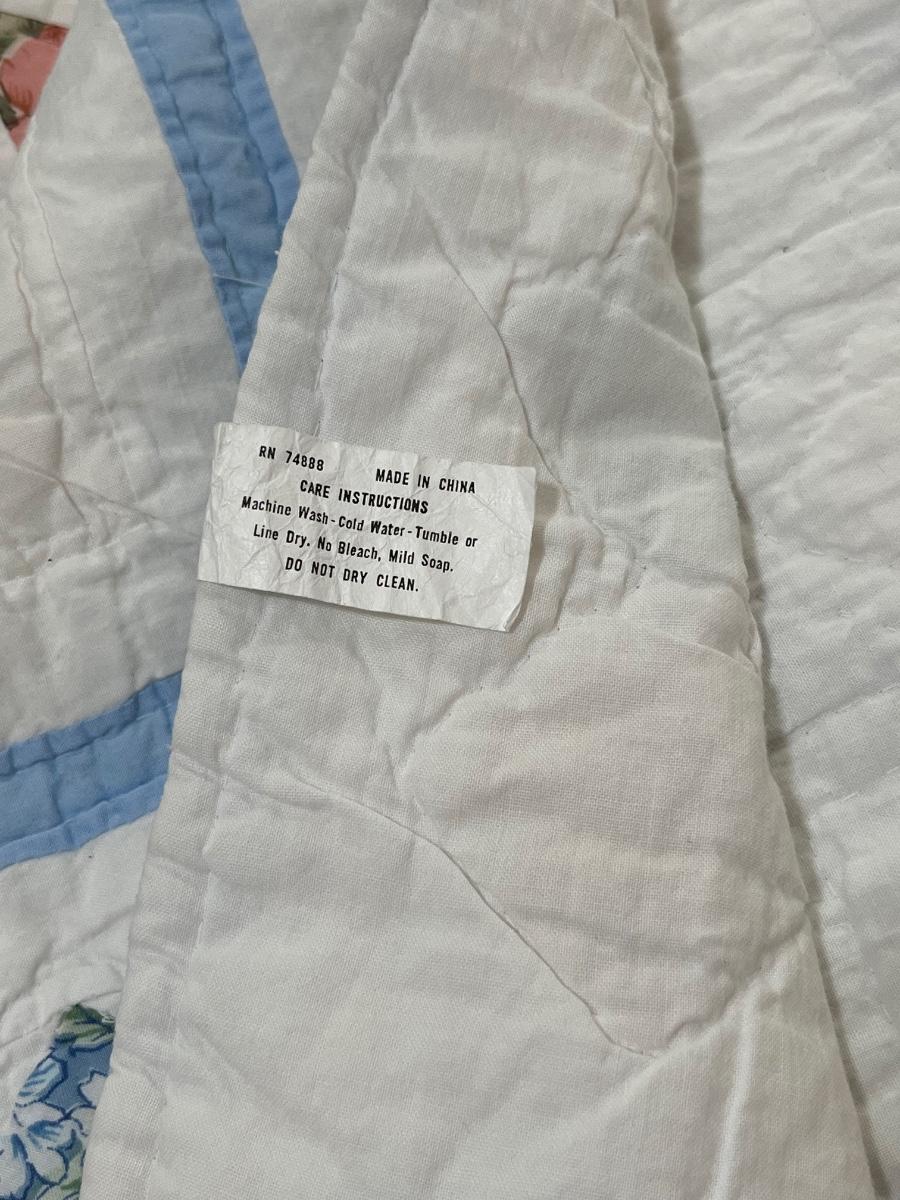 RN 74888 MADE IN CHINA
CARE INSTRUCTIONS
Machine Wash-Cold Water-Tumble or
Line Dry. No Bleach, Mild Soap.
DO NOT DRY CLEAN.